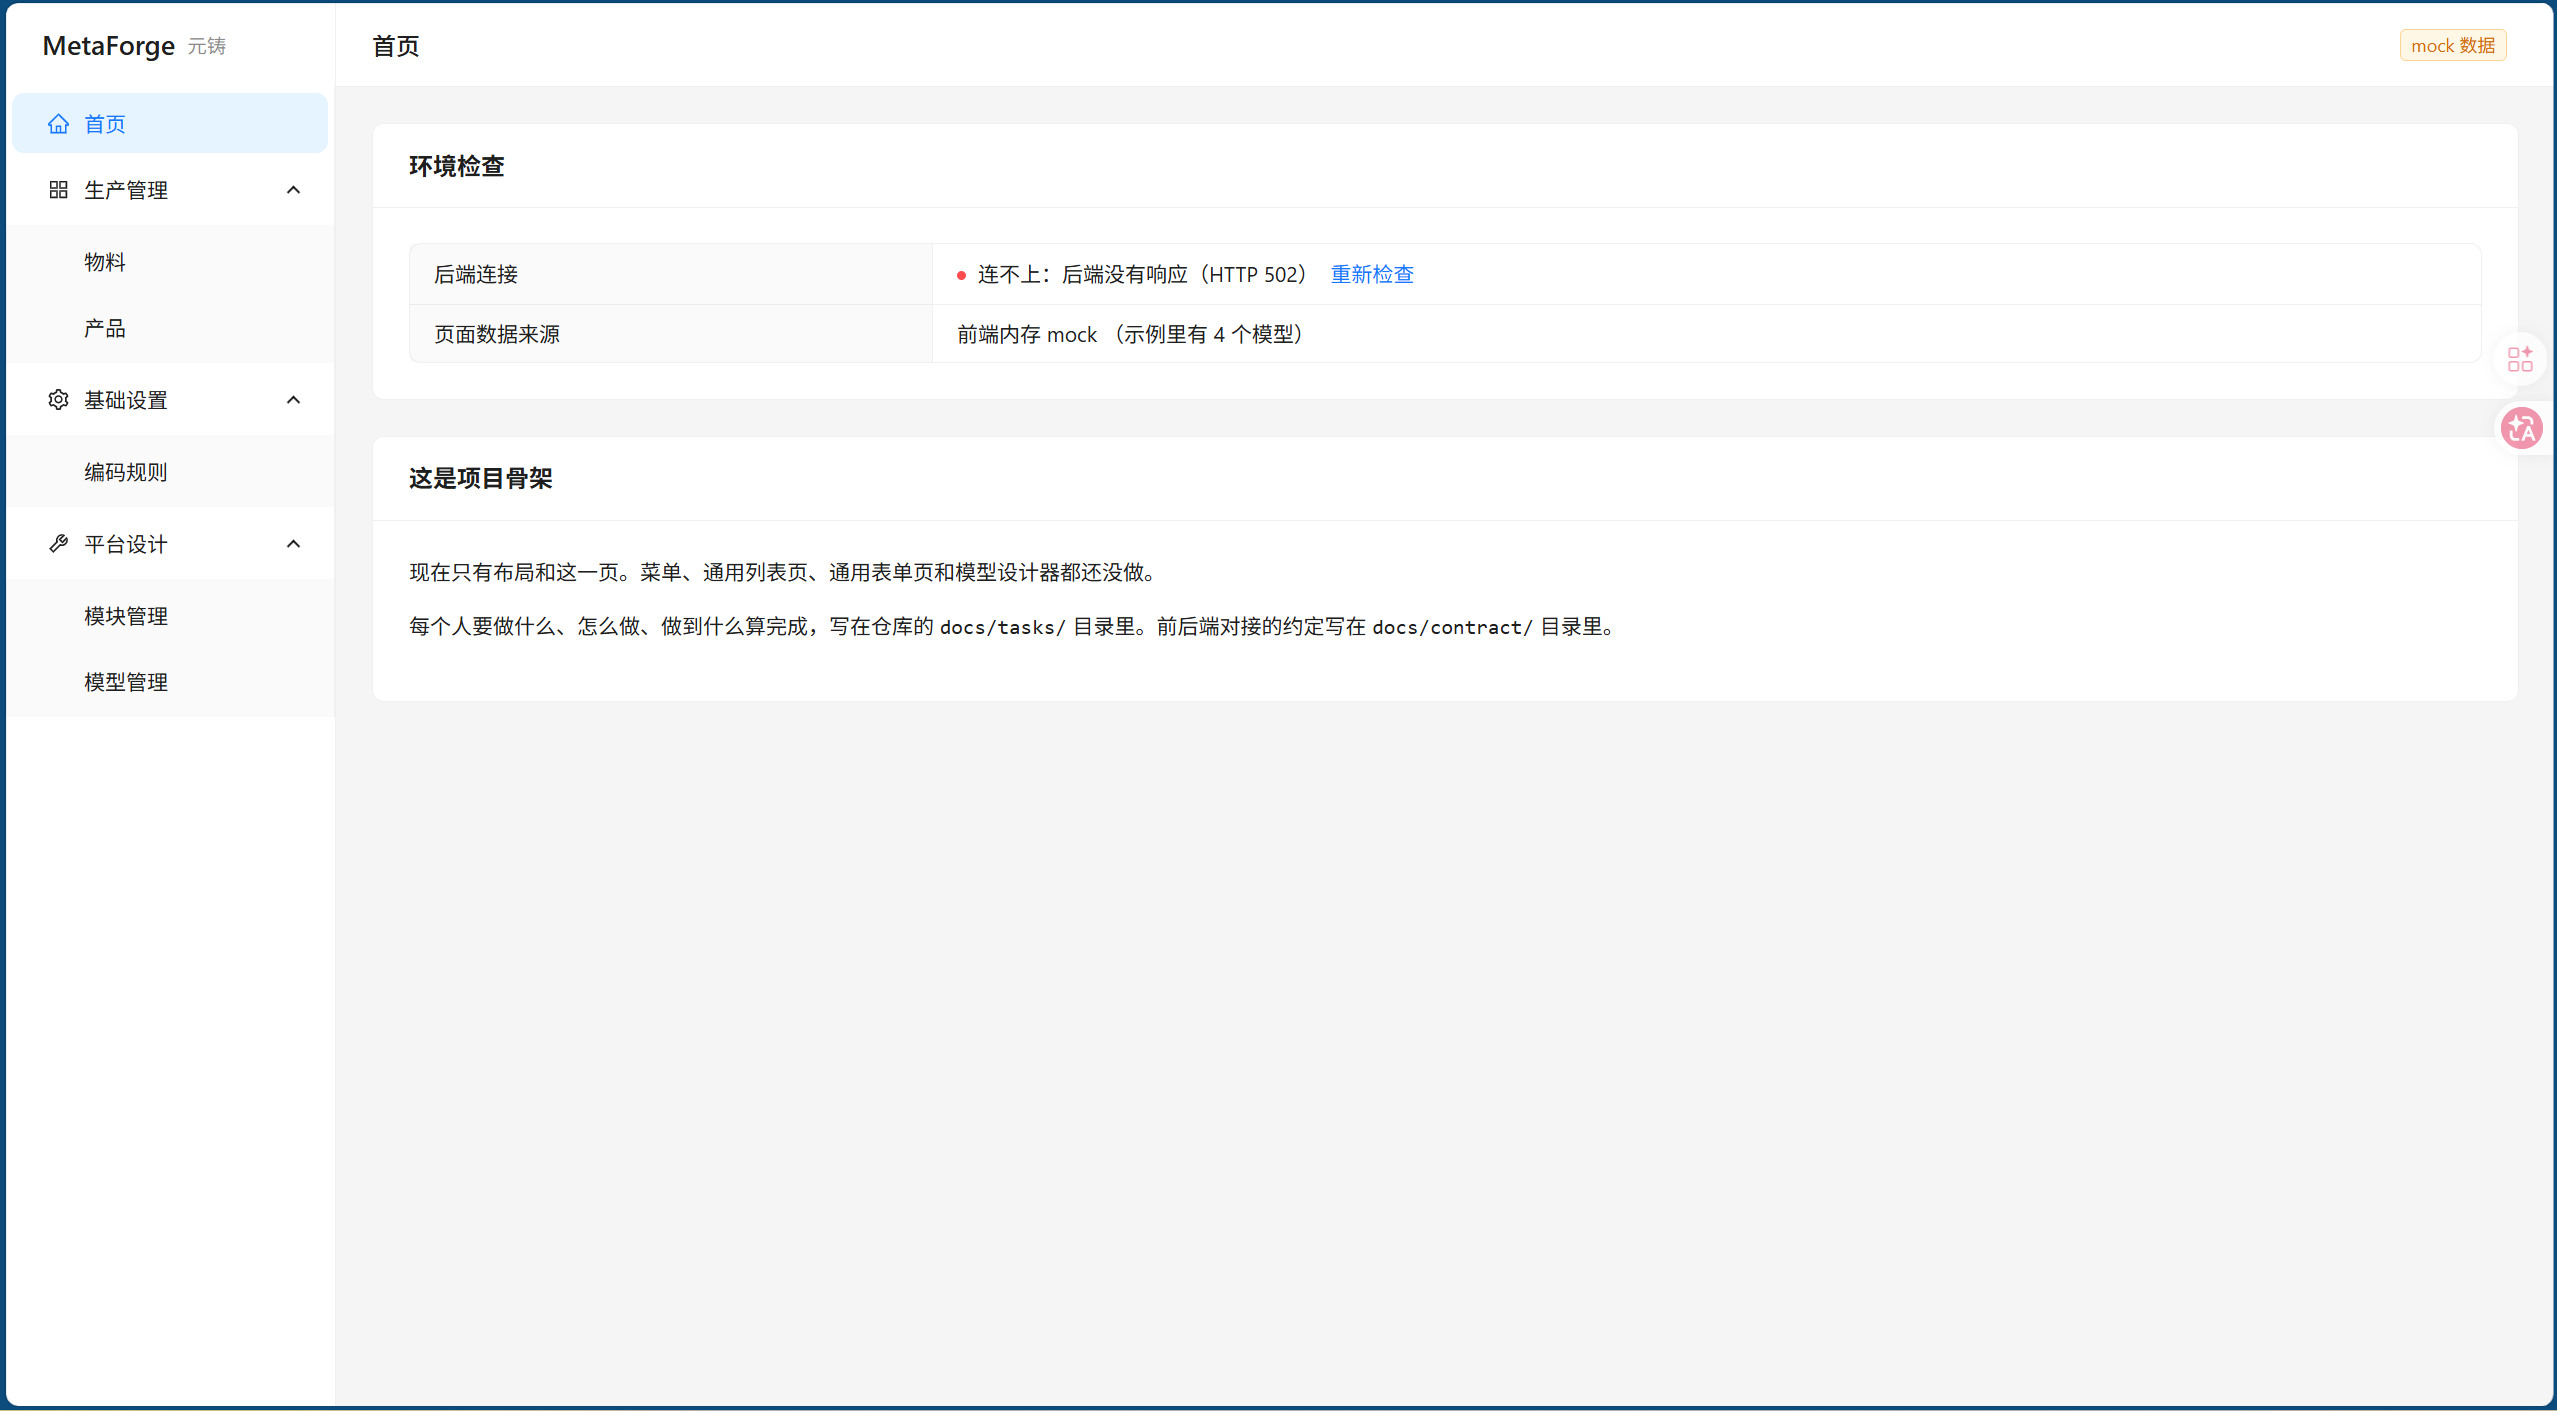 MetaForge 元铸
首页
mock 数据
首页
生产管理
物料
产品
基础设置
编码规则
平台设计
模块管理
模型管理
环境检查
后端连接
连不上：后端没有响应（HTTP 502） 重新检查
页面数据来源
前端内存 mock （示例里有 4 个模型）
这是项目骨架
现在只有布局和这一页。菜单、通用列表页、通用表单页和模型设计器都还没做。
每个人要做什么、怎么做、做到什么算完成，写在仓库的 docs/tasks/ 目录里。前后端对接的约定写在 docs/contract/ 目录里。